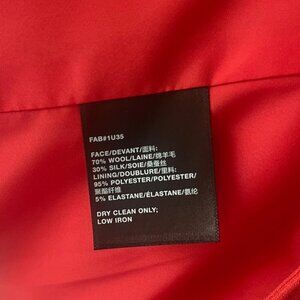 FAB#1U35
FACE/DEVANT/面料:
70% WOOL/LAINE/绵羊毛
30% SILK/SOIE/桑蚕丝
LINING/DOUBLURE/里料:
95% POLYESTER/POLYESTER/
聚酯纤维
5% ELASTANE/ÉLASTANE/氨纶
DRY CLEAN ONLY;
LOW IRON